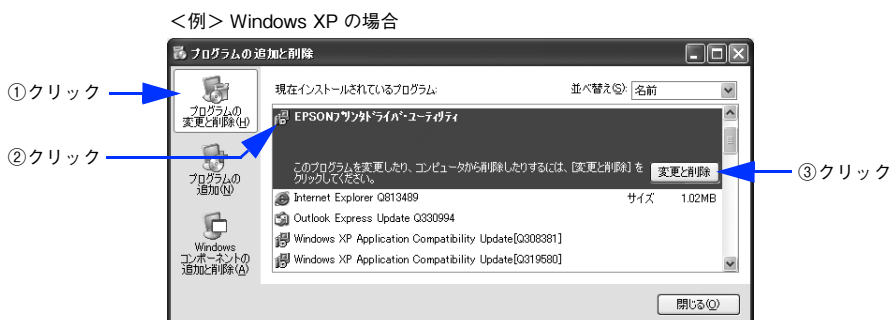 ＜例＞ Windows XP の場合
プログラムの追加と削除
①クリック
プログラムの
変更と削除(H)
現在インストールされているプログラム:
並べ替え(S): 名前
EPSONﾌﾟﾘﾝﾀﾄﾞﾗｲﾊﾞ･ﾕｰﾃｨﾘﾃｨ
②クリック
プログラムの
追加(N)
このプログラムを変更したり、コンピュータから削除したりするには、[変更と削除] を
クリックしてください。
変更と削除
③クリック
Internet Explorer Q813489
サイズ 1.02MB
Outlook Express Update Q330994
Windows
コンポーネントの
追加と削除(A)
Windows XP Application Compatibility Update[Q308381]
Windows XP Application Compatibility Update[Q319580]
閉じる(O)